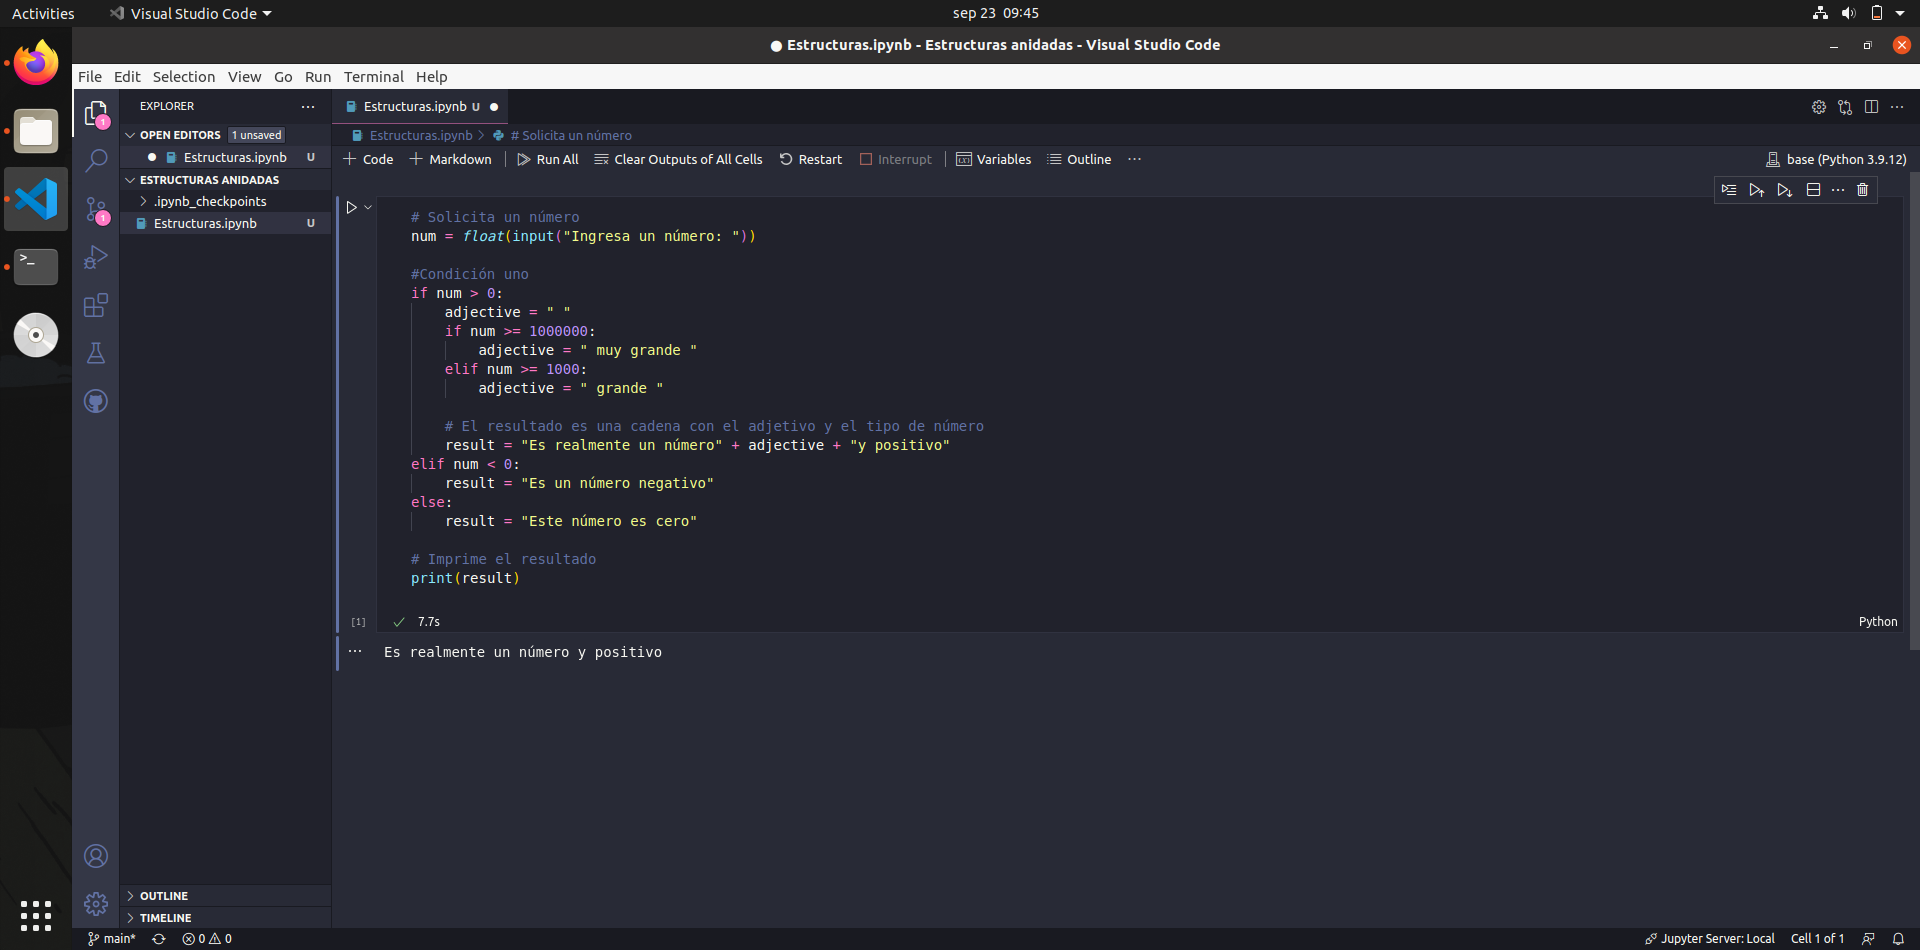 Activities
Visual Studio Code
sep 23 09:45
Estructuras.ipynb - Estructuras anidadas - Visual Studio Code
File Edit Selection View Go Run Terminal Help
EXPLORER
OPEN EDITORS 1 unsaved
Estructuras.ipynb U
ESTRUCTURAS ANIDADAS
.ipynb_checkpoints
Estructuras.ipynb U
OUTLINE
TIMELINE
1
1
Estructuras.ipynb U
Estructuras.ipynb > # Solicita un número
+ Code + Markdown | Run All Clear Outputs of All Cells Restart Interrupt | Variables Outline ...
base (Python 3.9.12)
# Solicita un número
num = float(input("Ingresa un número: "))
#Condición uno
if num > 0:
adjective = " "
if num >= 1000000:
adjective = " muy grande "
elif num >= 1000:
adjective = " grande "
# El resultado es una cadena con el adjetivo y el tipo de número
result = "Es realmente un número" + adjective + "y positivo"
elif num < 0:
result = "Es un número negativo"
else:
result = "Este número es cero"
# Imprime el resultado
print(result)
[1] 7.7s
Python
Es realmente un número y positivo
main* 0 0
Jupyter Server: Local Cell 1 of 1